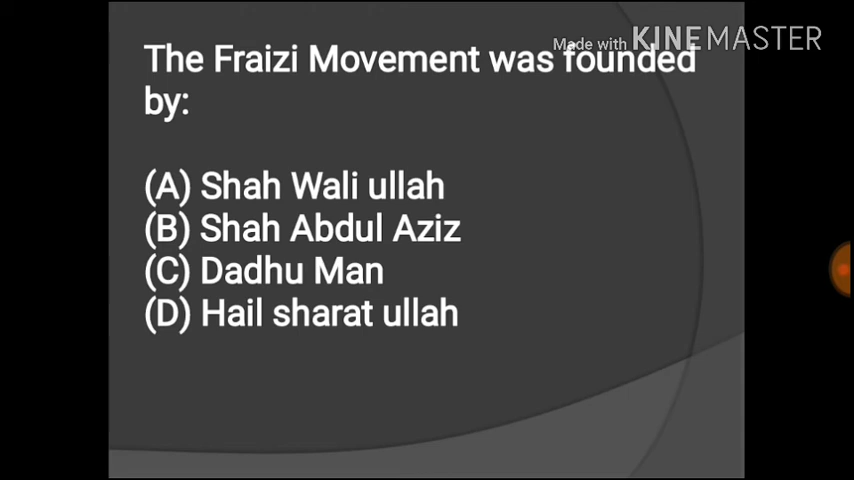 Made with KINEMASTER
The Fraizi Movement was founded
by:
(A) Shah Wali ullah
(B) Shah Abdul Aziz
(C) Dadhu Man
(D) Hail sharat ullah